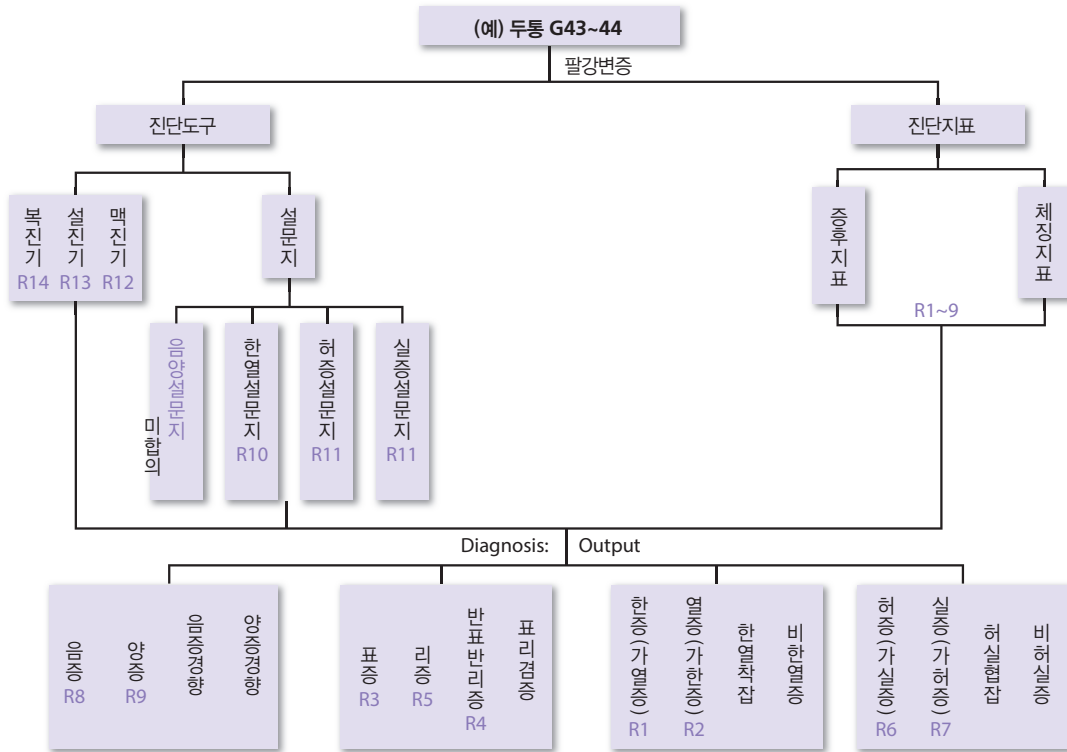 (예) 두통 G43~44
팔강변증
진단도구
진단지표
복진기
R14
설진기
R13
맥진기
R12
설문지
증후지표
체징지표
R1~9
음양설문지
미합의
한열설문지
R10
허증설문지
R11
실증설문지
R11
Diagnosis: Output
음증
R8
양증
R9
음증경향
양증경향
표증
R3
리증
R5
반표반리증
R4
표리겸증
한증(가열증)
R1
열증(가한증)
R2
한열착잡
비한열증
허증(가실증)
R6
실증(가허증)
R7
허실협잡
비허실증